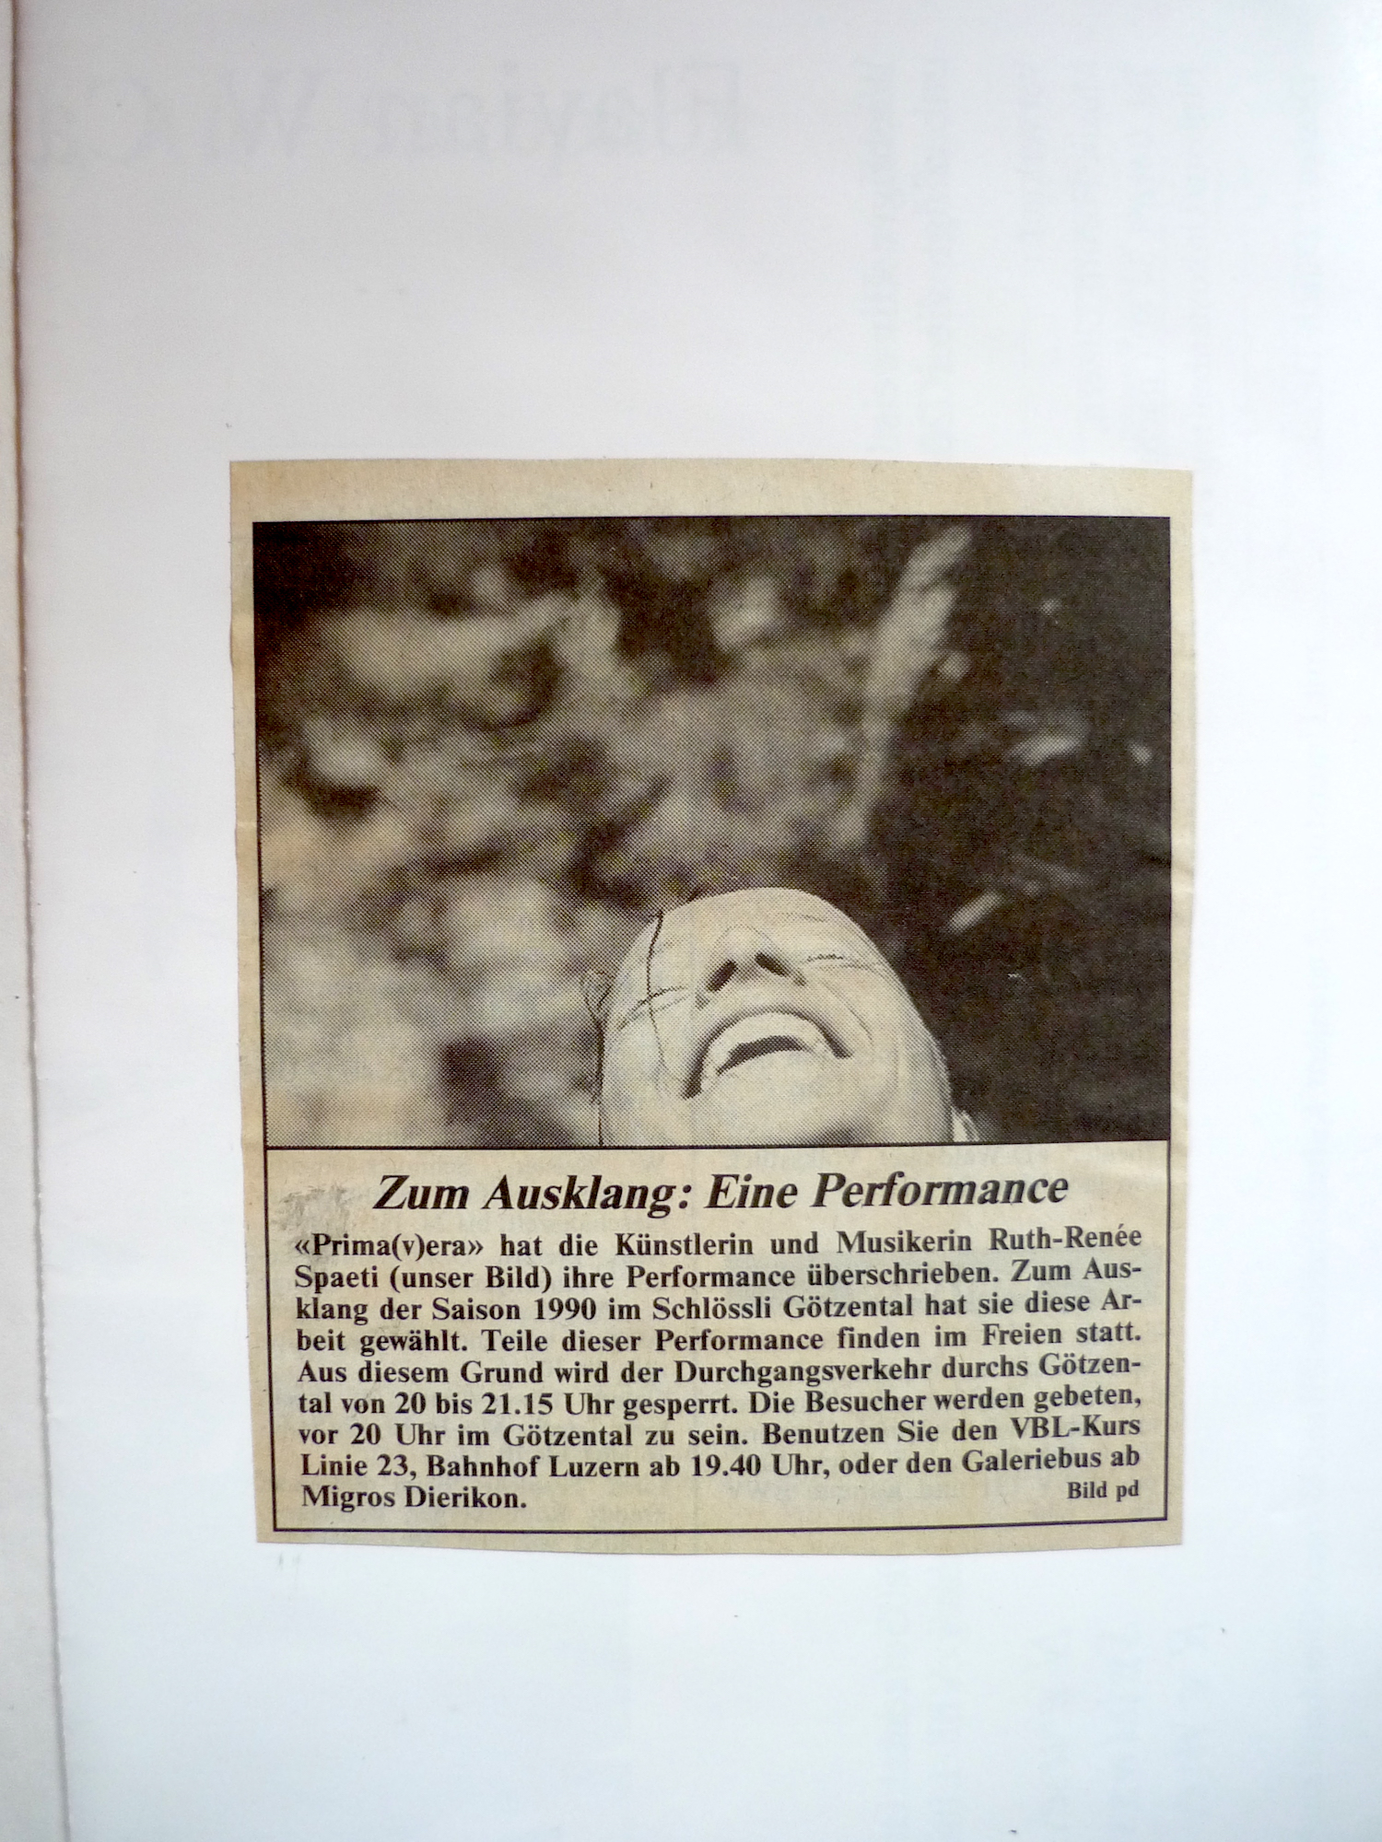 Zum Ausklang: Eine Performance
«Prima(v)era» hat die Künstlerin und Musikerin Ruth-Renée
Spaeti (unser Bild) ihre Performance überschrieben. Zum Aus-
klang der Saison 1990 im Schlössli Götzental hat sie diese Ar-
beit gewählt. Teile dieser Performance finden im Freien statt.
Aus diesem Grund wird der Durchgangsverkehr durchs Götzen-
tal von 20 bis 21.15 Uhr gesperrt. Die Besucher werden gebeten,
vor 20 Uhr im Götzental zu sein. Benutzen Sie den VBL-Kurs
Linie 23, Bahnhof Luzern ab 19.40 Uhr, oder den Galeriebus ab
Migros Dierikon. Bild pd